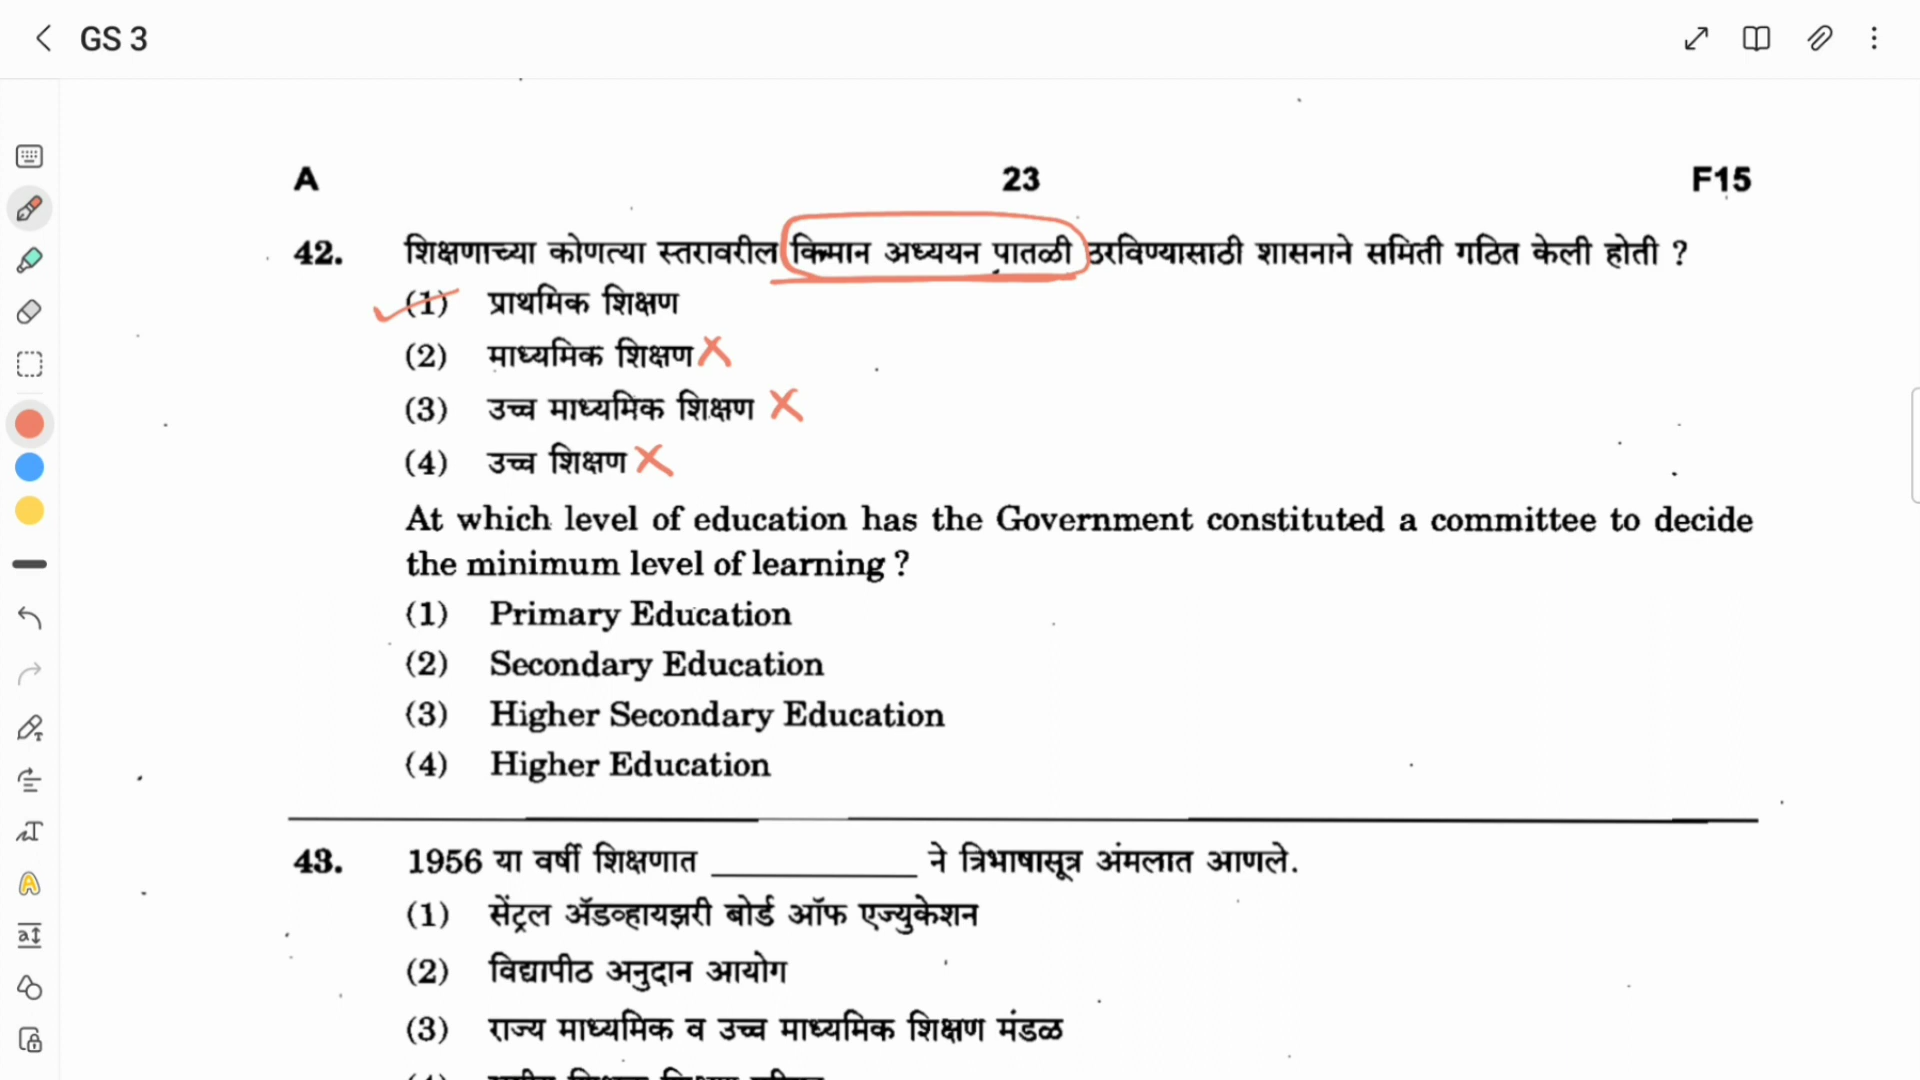 GS 3
A 23 F15
42. शिक्षणाच्या कोणत्या स्तरावरील किमान अध्ययन पातळी ठरविण्यासाठी शासनाने समिती गठित केली होती ?
(1) प्राथमिक शिक्षण
(2) माध्यमिक शिक्षण
(3) उच्च माध्यमिक शिक्षण
(4) उच्च शिक्षण
At which level of education has the Government constituted a committee to decide
the minimum level of learning ?
(1) Primary Education
(2) Secondary Education
(3) Higher Secondary Education
(4) Higher Education
43. 1956 या वर्षी शिक्षणात ____________ ने त्रिभाषासूत्र अंमलात आणले.
(1) सेंट्रल ॲडव्हायझरी बोर्ड ऑफ एज्युकेशन
(2) विद्यापीठ अनुदान आयोग
(3) राज्य माध्यमिक व उच्च माध्यमिक शिक्षण मंडळ